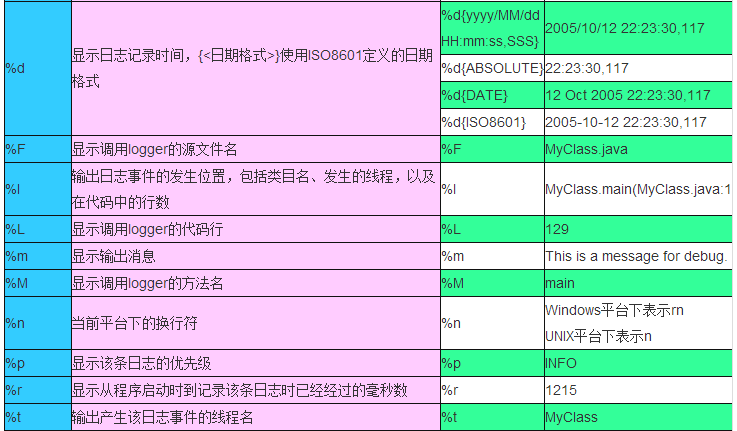 %d
显示日志记录时间，{<日期格式>}使用ISO8601定义的日期
格式
%d{yyyy/MM/dd
HH:mm:ss,SSS}
2005/10/12 22:23:30,117
%d{ABSOLUTE}
22:23:30,117
%d{DATE}
12 Oct 2005 22:23:30,117
%d{ISO8601}
2005-10-12 22:23:30,117
%F
显示调用logger的源文件名
%F
MyClass.java
%l
输出日志事件的发生位置，包括类目名、发生的线程，以及
在代码中的行数
%l
MyClass.main(MyClass.java:1
%L
显示调用logger的代码行
%L
129
%m
显示输出消息
%m
This is a message for debug.
%M
显示调用logger的方法名
%M
main
%n
当前平台下的换行符
%n
Windows平台下表示rn
UNIX平台下表示n
%p
显示该条日志的优先级
%p
INFO
%r
显示从程序启动时到记录该条日志时已经经过的毫秒数
%r
1215
%t
输出产生该日志事件的线程名
%t
MyClass